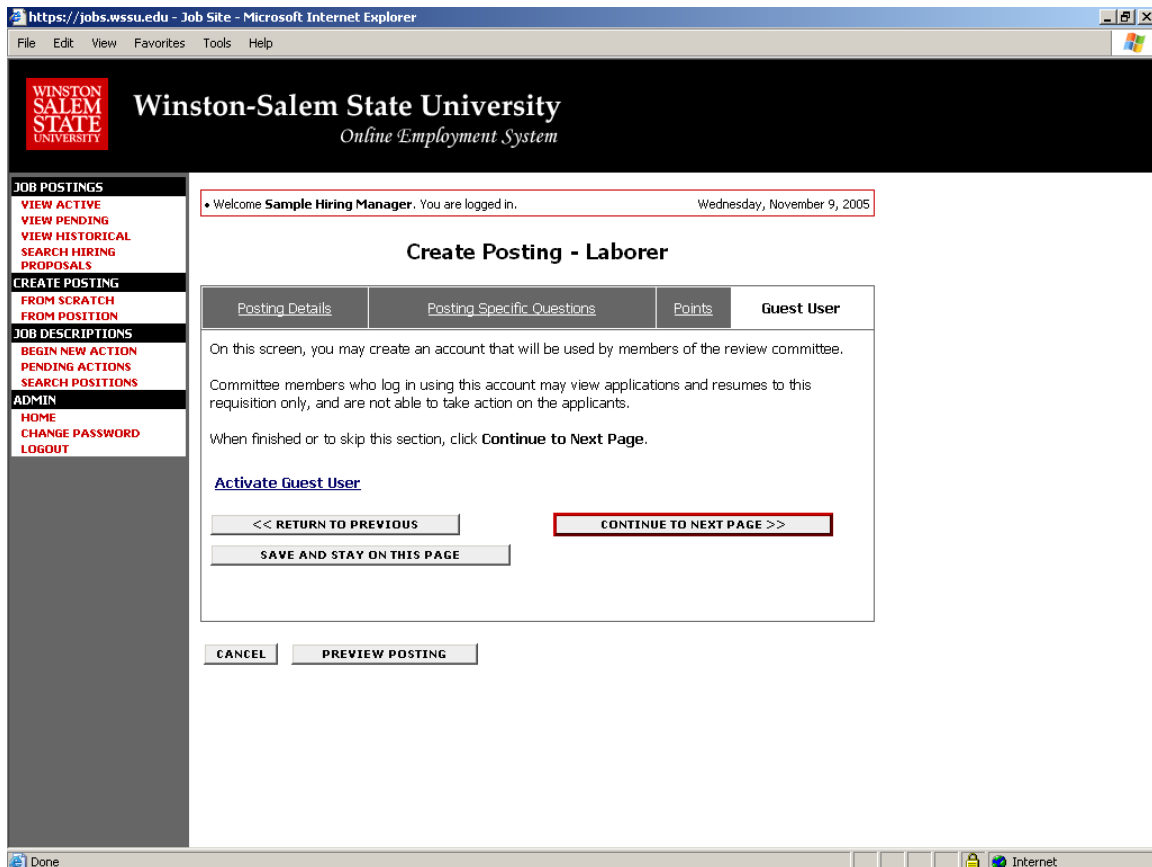 https://jobs.wssu.edu - Job Site - Microsoft Internet Explorer
File Edit View Favorites Tools Help
WINSTON
SALEM
STATE
UNIVERSITY
Winston-Salem State University
Online Employment System
JOB POSTINGS
VIEW ACTIVE
VIEW PENDING
VIEW HISTORICAL
SEARCH HIRING
PROPOSALS
CREATE POSTING
FROM SCRATCH
FROM POSITION
JOB DESCRIPTIONS
BEGIN NEW ACTION
PENDING ACTIONS
SEARCH POSITIONS
ADMIN
HOME
CHANGE PASSWORD
LOGOUT
• Welcome Sample Hiring Manager. You are logged in. Wednesday, November 9, 2005
Create Posting - Laborer
Posting Details Posting Specific Questions Points Guest User
On this screen, you may create an account that will be used by members of the review committee.
Committee members who log in using this account may view applications and resumes to this
requisition only, and are not able to take action on the applicants.
When finished or to skip this section, click Continue to Next Page.
Activate Guest User
<< RETURN TO PREVIOUS CONTINUE TO NEXT PAGE >>
SAVE AND STAY ON THIS PAGE
CANCEL PREVIEW POSTING
Done Internet